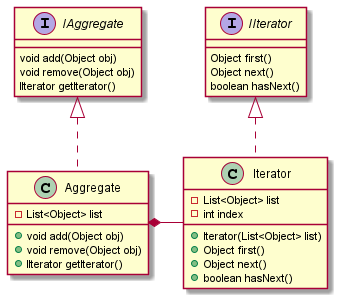 I IAggregate
void add(Object obj)
void remove(Object obj)
IIterator getIterator()
I IIterator
Object first()
Object next()
boolean hasNext()
C Aggregate
List<Object> list
void add(Object obj)
void remove(Object obj)
IIterator getIterator()
C Iterator
List<Object> list
int index
Iterator(List<Object> list)
Object first()
Object next()
boolean hasNext()